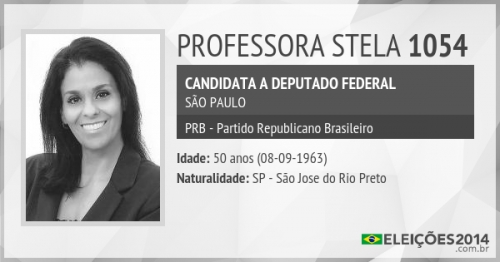 PROFESSORA STELA 1054
CANDIDATA A DEPUTADO FEDERAL
SÃO PAULO
PRB - Partido Republicano Brasileiro
Idade: 50 anos (08-09-1963)
Naturalidade: SP - São Jose do Rio Preto
ELEIÇÕES2014
.com.br